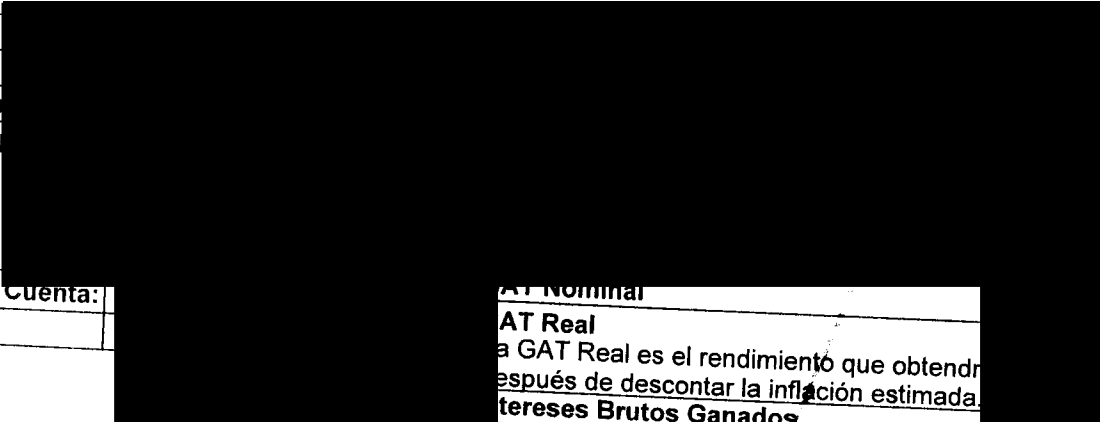 Cuenta:
AT Nominal
AT Real
a GAT Real es el rendimiento que obtendr
espués de descontar la inflación estimada.
tereses Brutos Ganados